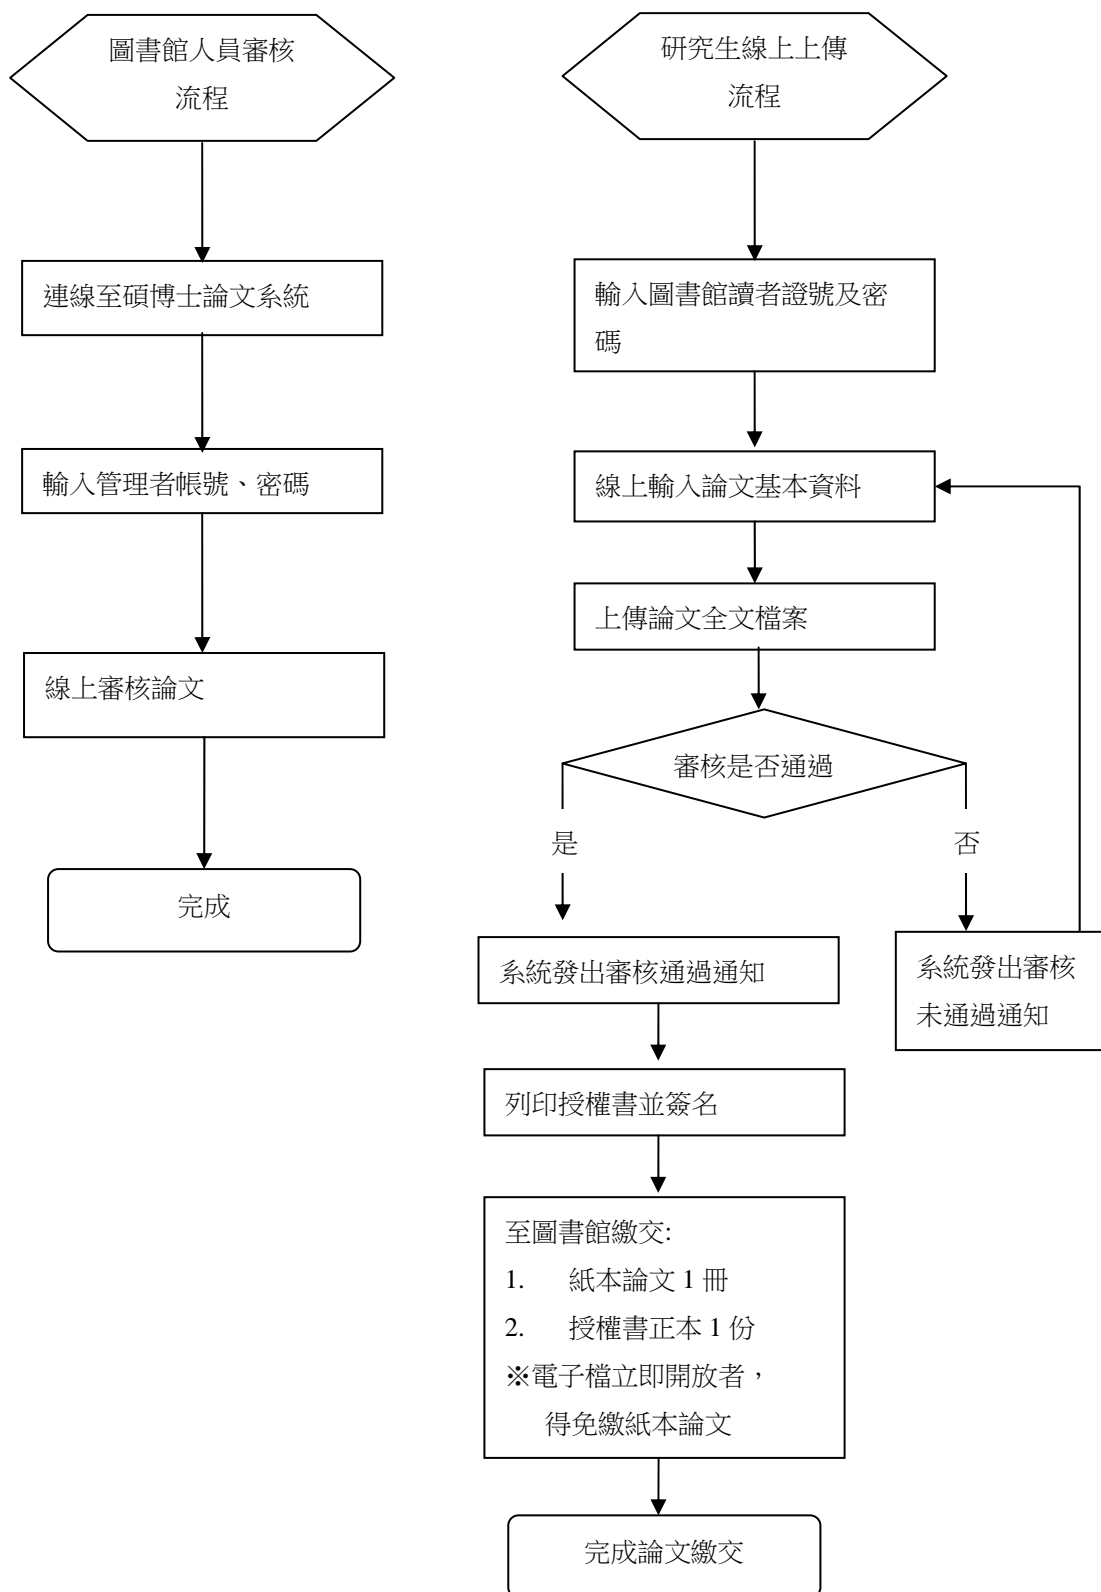 圖書館人員審核
流程
連線至碩博士論文系統
輸入管理者帳號、密碼
線上審核論文
完成
研究生線上上傳
流程
輸入圖書館讀者證號及密
碼
線上輸入論文基本資料
上傳論文全文檔案
審核是否通過
是
否
系統發出審核通過通知
系統發出審核
未通過通知
列印授權書並簽名
至圖書館繳交:
1. 紙本論文 1 冊
2. 授權書正本 1 份
※電子檔立即開放者，
得免繳紙本論文
完成論文繳交